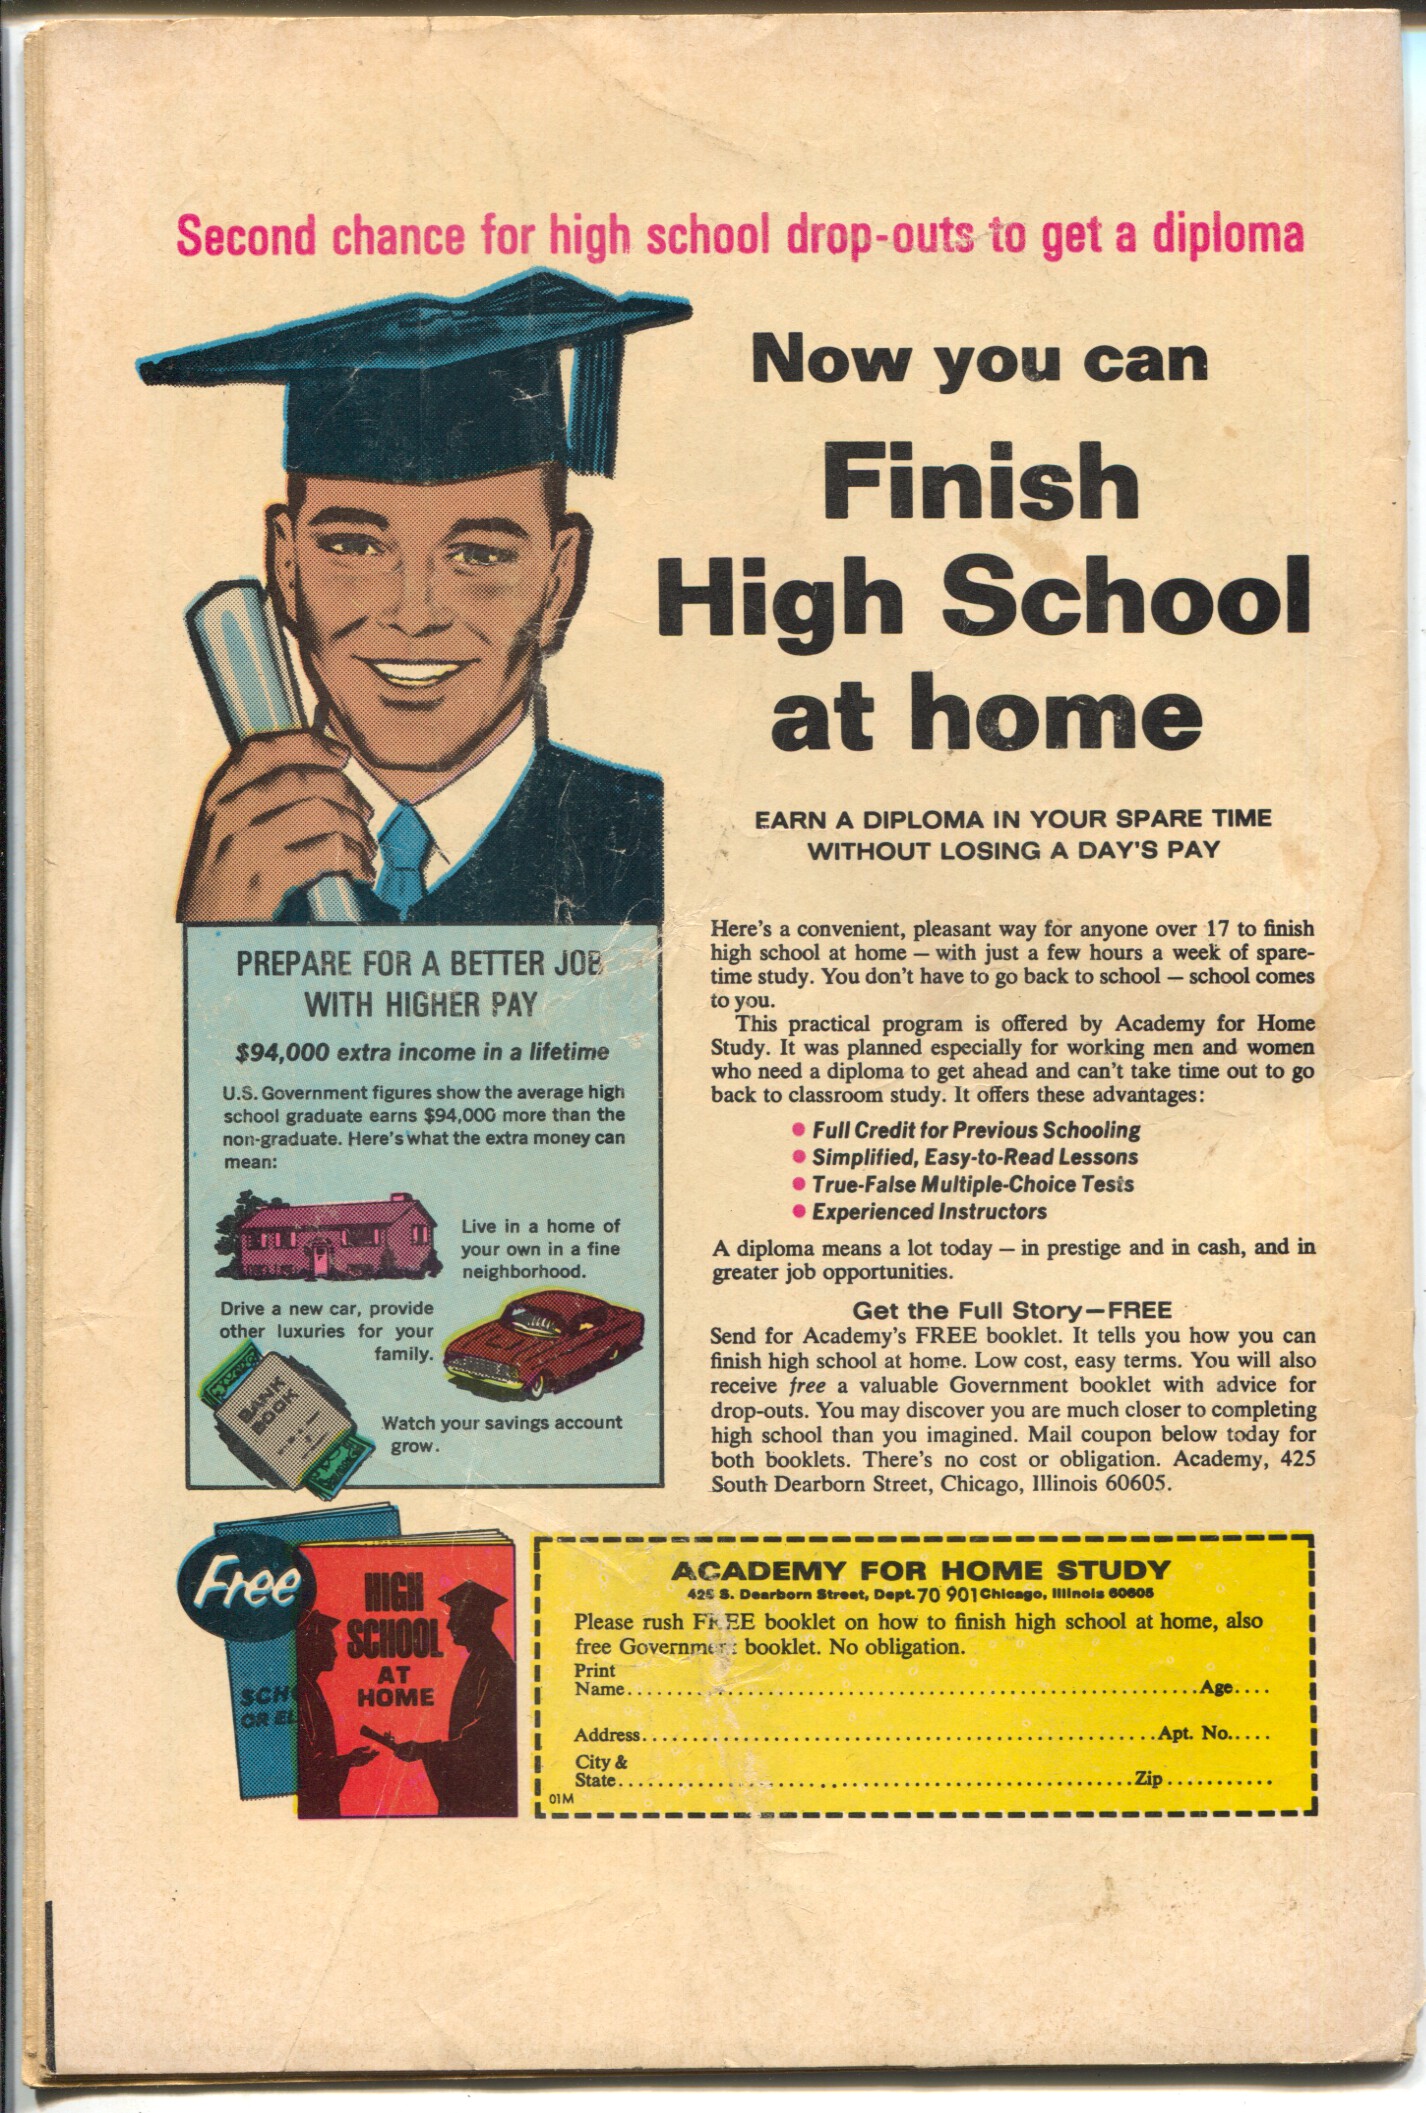 Second chance for high school drop-outs to get a diploma
Now you can
Finish
High School
at home
EARN A DIPLOMA IN YOUR SPARE TIME
WITHOUT LOSING A DAY'S PAY
Here's a convenient, pleasant way for anyone over 17 to finish
high school at home – with just a few hours a week of spare-
time study. You don't have to go back to school – school comes
to you.
This practical program is offered by Academy for Home
Study. It was planned especially for working men and women
who need a diploma to get ahead and can't take time out to go
back to classroom study. It offers these advantages:
● Full Credit for Previous Schooling
● Simplified, Easy-to-Read Lessons
● True-False Multiple-Choice Tests
● Experienced Instructors
A diploma means a lot today – in prestige and in cash, and in
greater job opportunities.
Get the Full Story–FREE
Send for Academy's FREE booklet. It tells you how you can
finish high school at home. Low cost, easy terms. You will also
receive free a valuable Government booklet with advice for
drop-outs. You may discover you are much closer to completing
high school than you imagined. Mail coupon below today for
both booklets. There's no cost or obligation. Academy, 425
South Dearborn Street, Chicago, Illinois 60605.
PREPARE FOR A BETTER JOB
WITH HIGHER PAY
$94,000 extra income in a lifetime
U.S. Government figures show the average high
school graduate earns $94,000 more than the
non-graduate. Here's what the extra money can
mean:
Live in a home of
your own in a fine
neighborhood.
Drive a new car, provide
other luxuries for your
family.
BANK
BOOK
Watch your savings account
grow.
Free
SCH
OR EL
HIGH
SCHOOL
AT
HOME
ACADEMY FOR HOME STUDY
425 S. Dearborn Street, Dept. 70 901 Chicago, Illinois 60605
Please rush FREE booklet on how to finish high school at home, also
free Government booklet. No obligation.
Print
Name..........................................................Age....
Address....................................................Apt. No.....
City &
State....................................................Zip...........
01M